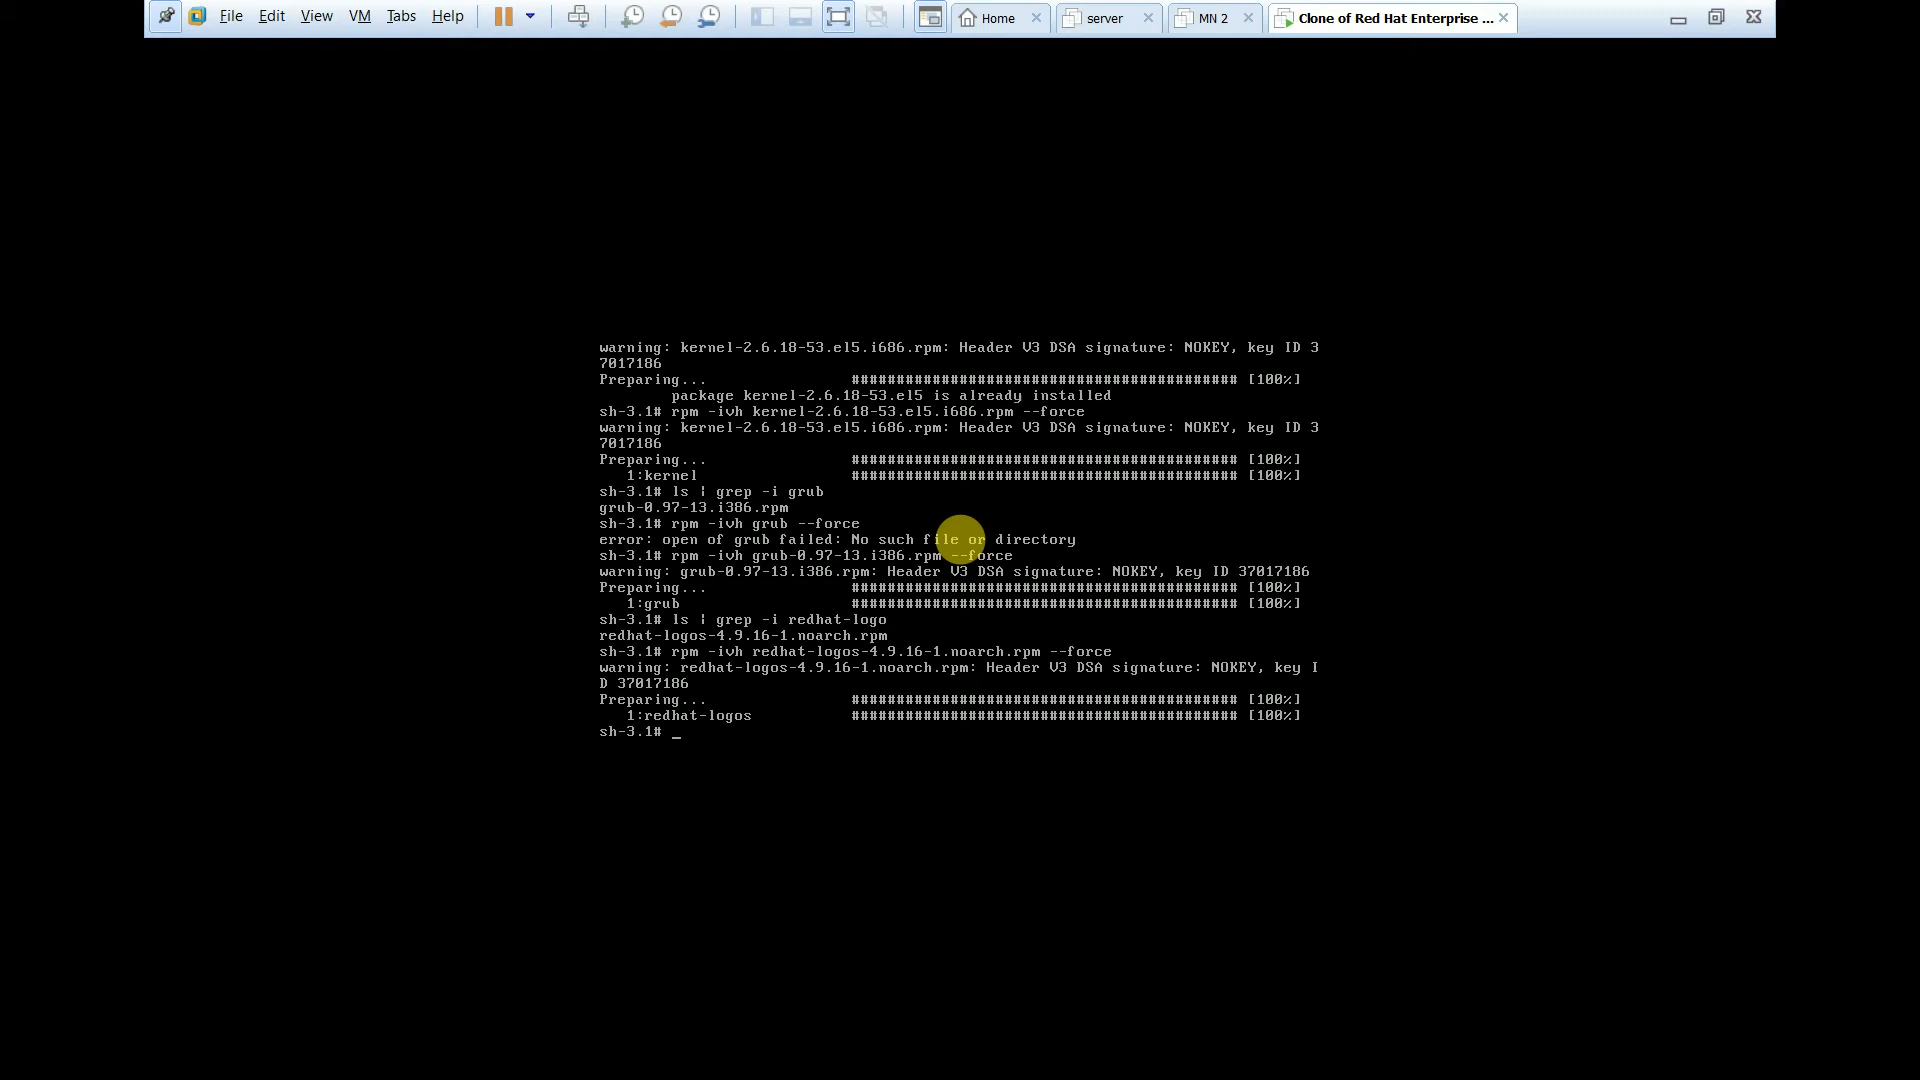 File Edit View VM Tabs Help Home server MN 2 Clone of Red Hat Enterprise ...
warning: kernel-2.6.18-53.el5.i686.rpm: Header V3 DSA signature: NOKEY, key ID 3
7017186
Preparing... ########################################### [100%]
package kernel-2.6.18-53.el5 is already installed
sh-3.1# rpm -ivh kernel-2.6.18-53.el5.i686.rpm --force
warning: kernel-2.6.18-53.el5.i686.rpm: Header V3 DSA signature: NOKEY, key ID 3
7017186
Preparing... ########################################### [100%]
1:kernel ########################################### [100%]
sh-3.1# ls | grep -i grub
grub-0.97-13.i386.rpm
sh-3.1# rpm -ivh grub --force
error: open of grub failed: No such file or directory
sh-3.1# rpm -ivh grub-0.97-13.i386.rpm --force
warning: grub-0.97-13.i386.rpm: Header V3 DSA signature: NOKEY, key ID 37017186
Preparing... ########################################### [100%]
1:grub ########################################### [100%]
sh-3.1# ls | grep -i redhat-logo
redhat-logos-4.9.16-1.noarch.rpm
sh-3.1# rpm -ivh redhat-logos-4.9.16-1.noarch.rpm --force
warning: redhat-logos-4.9.16-1.noarch.rpm: Header V3 DSA signature: NOKEY, key I
D 37017186
Preparing... ########################################### [100%]
1:redhat-logos ########################################### [100%]
sh-3.1# _